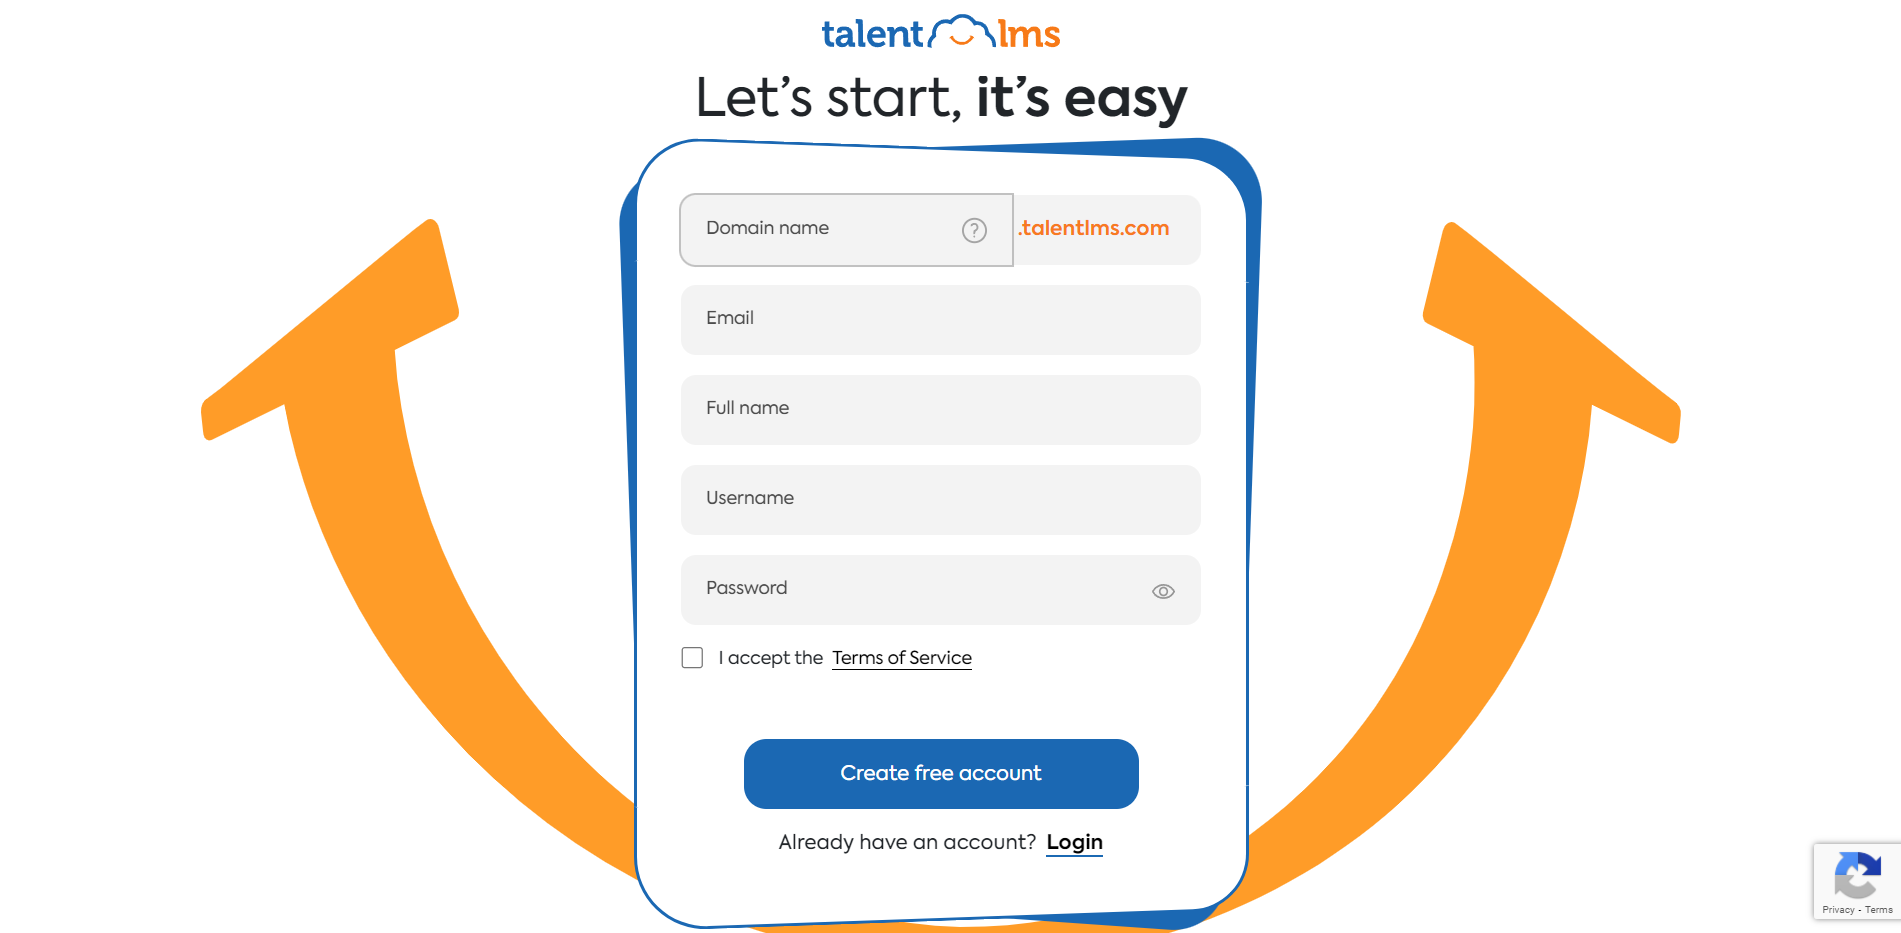 talent lms
Let’s start, it’s easy
Domain name ? .talentlms.com
Email
Full name
Username
Password
I accept the Terms of Service
Create free account
Already have an account? Login
Privacy - Terms